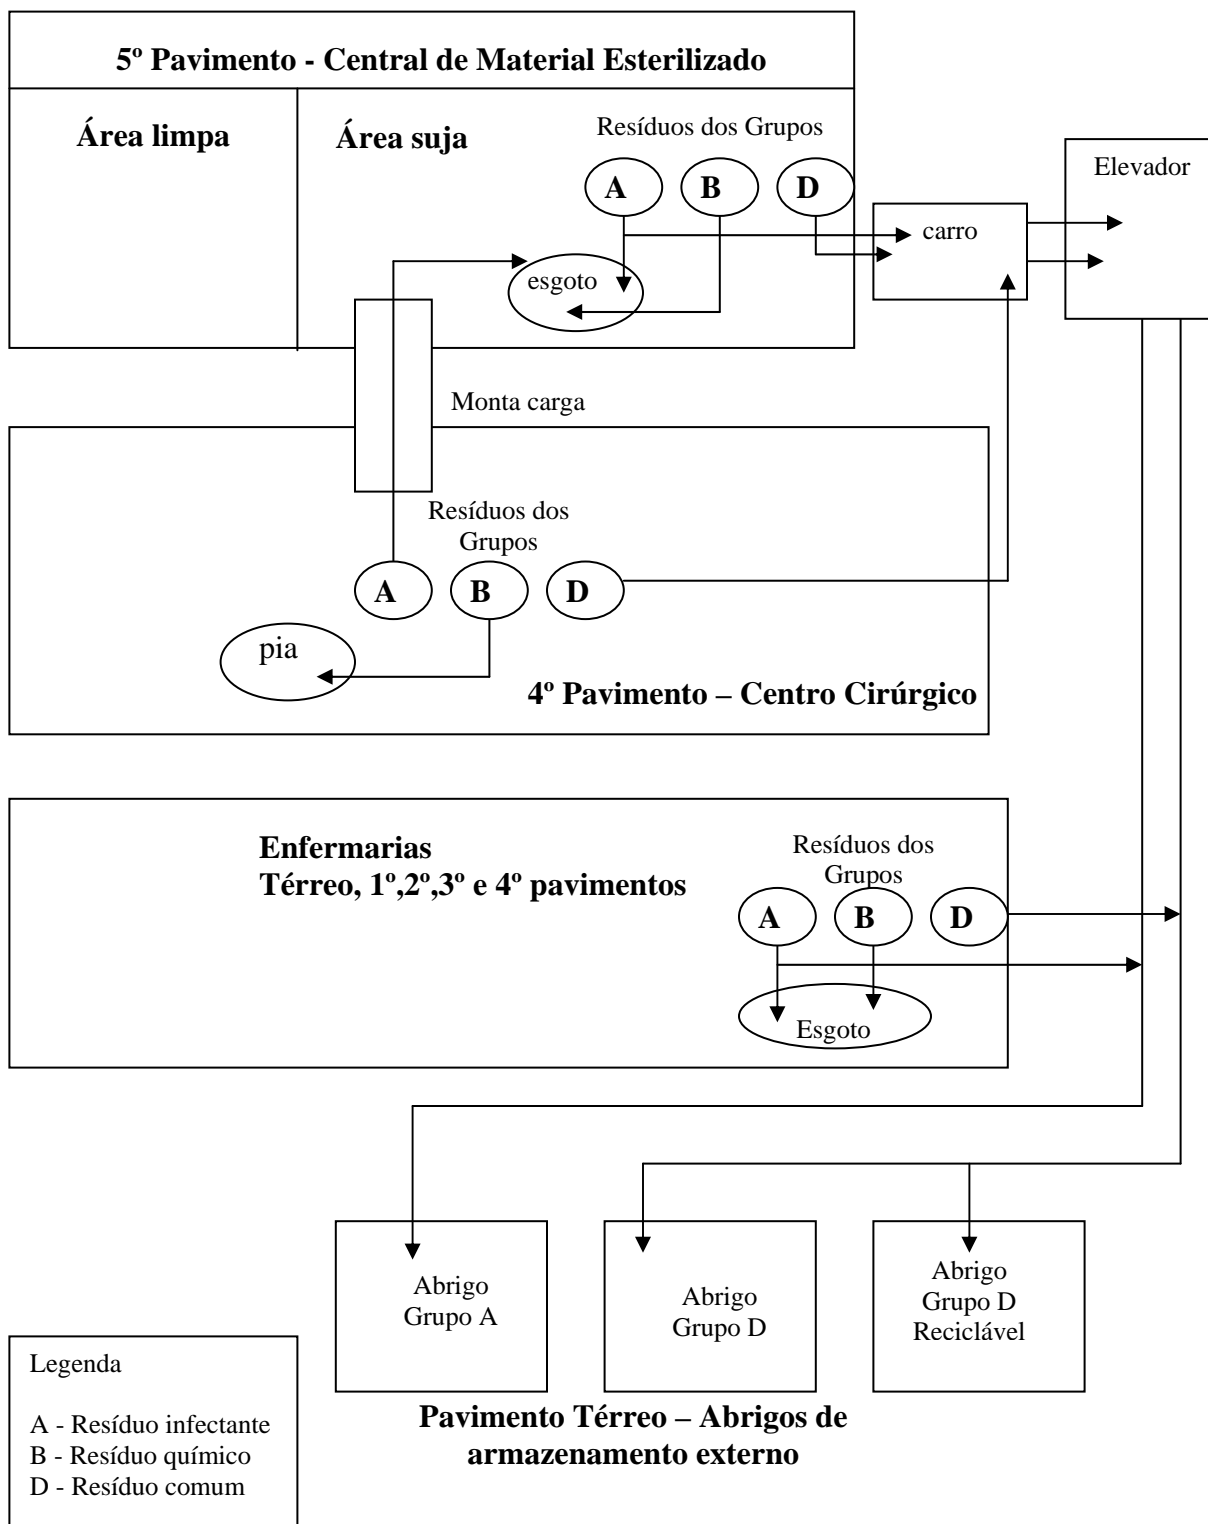 5º Pavimento - Central de Material Esterilizado
Área limpa
Área suja
Resíduos dos Grupos
A
B
D
esgoto
carro
Elevador
Monta carga
Resíduos dos
Grupos
A
B
D
pia
4º Pavimento – Centro Cirúrgico
Enfermarias
Térreo, 1º,2º,3º e 4º pavimentos
Resíduos dos
Grupos
A
B
D
Esgoto
Abrigo
Grupo A
Abrigo
Grupo D
Abrigo
Grupo D
Reciclável
Pavimento Térreo – Abrigos de
armazenamento externo
Legenda
A - Resíduo infectante
B - Resíduo químico
D - Resíduo comum